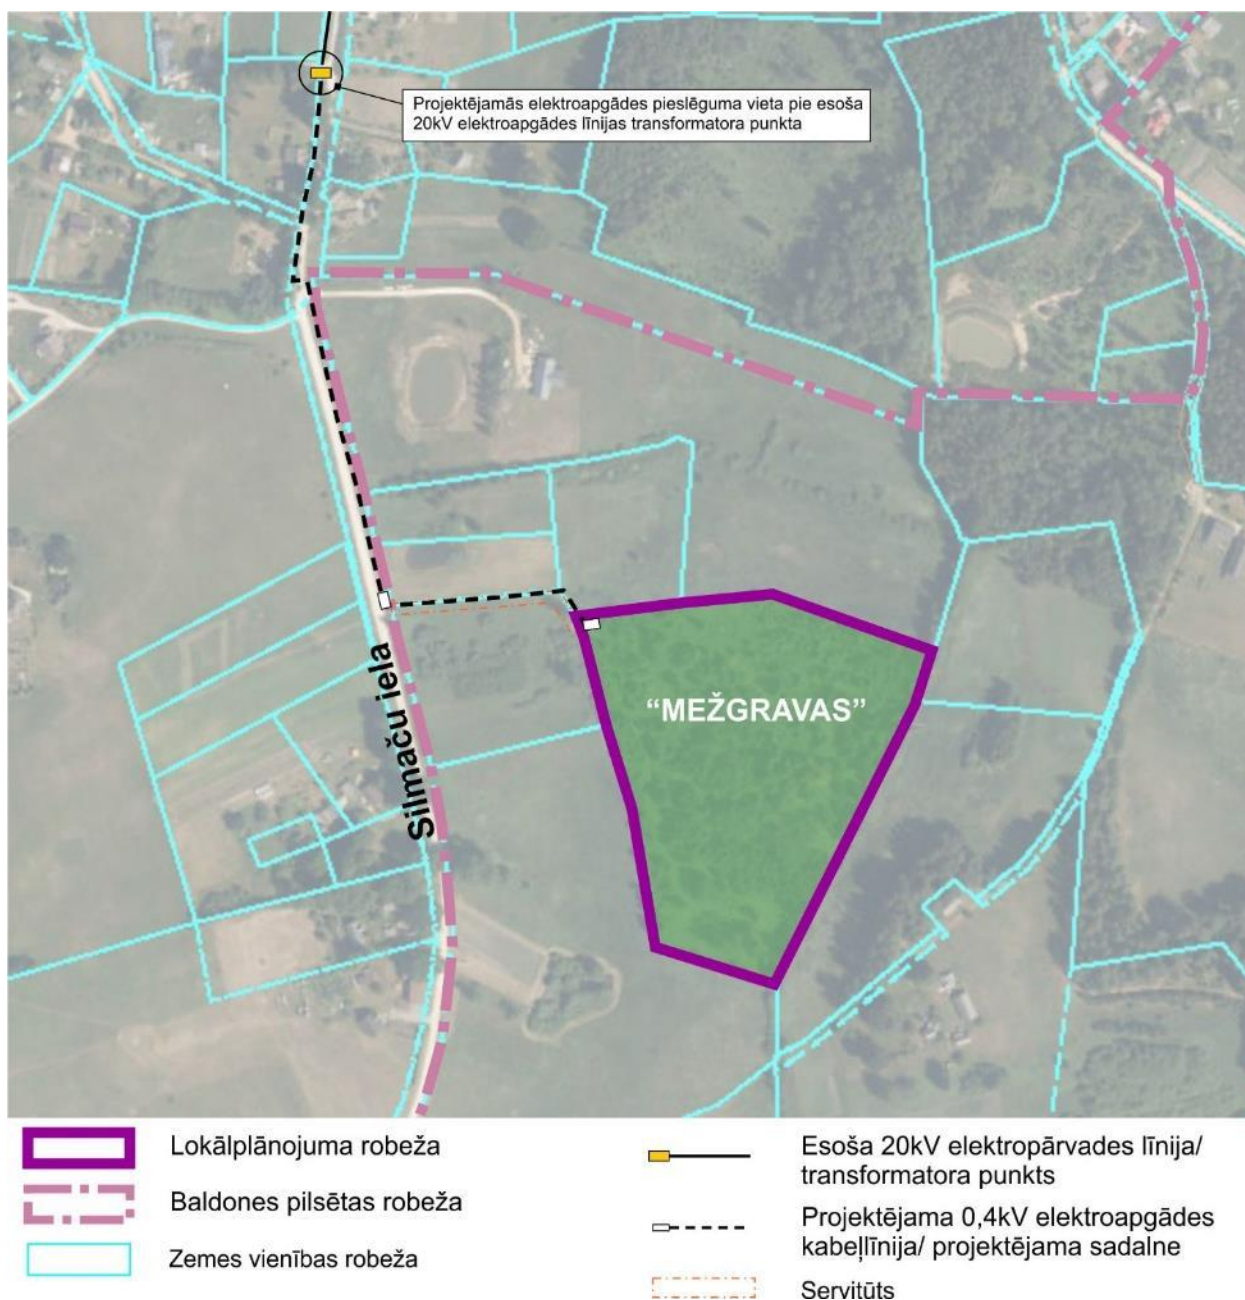 Projektējamās elektroapgādes pieslēguma vieta pie esoša
20kV elektroapgādes līnijas transformatora punkta
“MEŽGRAVAS”
Silmaču iela
Lokālplānojuma robeža
Baldones pilsētas robeža
Zemes vienības robeža
Esoša 20kV elektropārvades līnija/
transformatora punkts
Projektējama 0,4kV elektroapgādes
kabeļlīnija/ projektējama sadalne
Servitūts